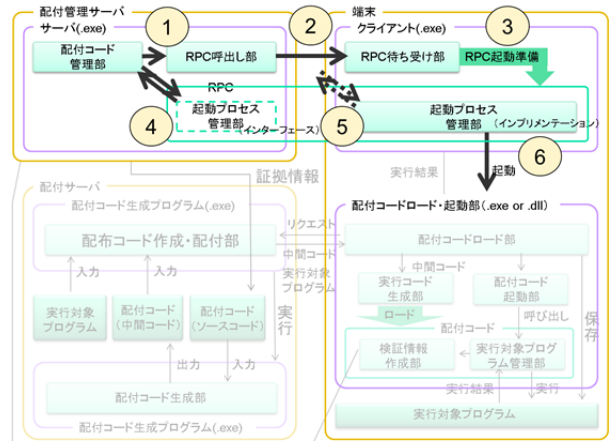 配付管理サーバ
サーバ(.exe)
配付コード
管理部
①
RPC呼出し部
②
端末
クライアント(.exe)
RPC待ち受け部
③
RPC起動準備
RPC
④
起動プロセス
管理部
(インターフェース)
⑤
起動プロセス
管理部
(インプリメンテーション)
⑥
起動
実行結果
証拠情報
配付サーバ
配付コード生成プログラム(.exe)
配布コード作成・配付部
リクエスト
中間コード
実行対象
プログラム
入力
入力
実行対象
プログラム
配付コード
(中間コード)
配付コード
(ソースコード)
実行
出力
入力
配付コード生成部
配付コード生成プログラム(.exe)
配付コードロード・起動部(.exe or .dll)
配付コードロード部
中間コード
実行コード
生成部
配付コード
起動部
ロード
呼び出し
保存
配付コード
検証情報
作成部
実行対象プログ
ラム管理部
実行結果
実行
実行対象プログラム